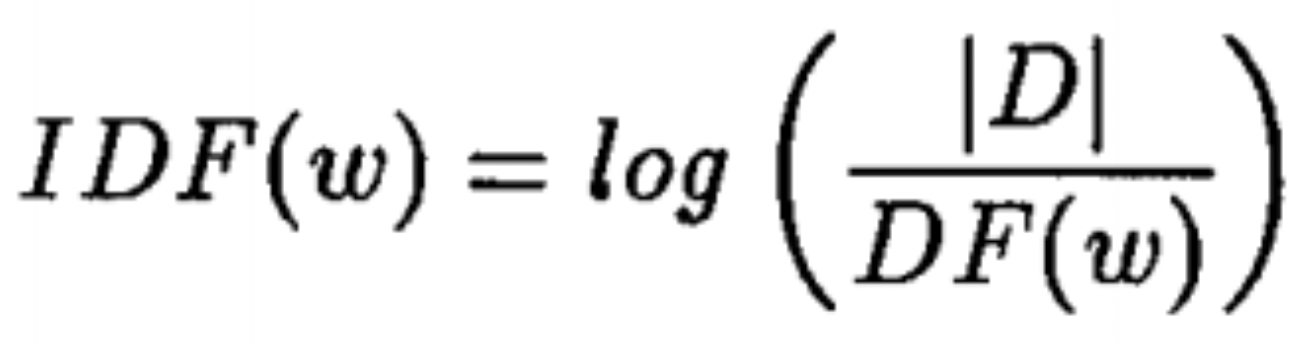 IDF(w) = log ( |D| / DF(w) )